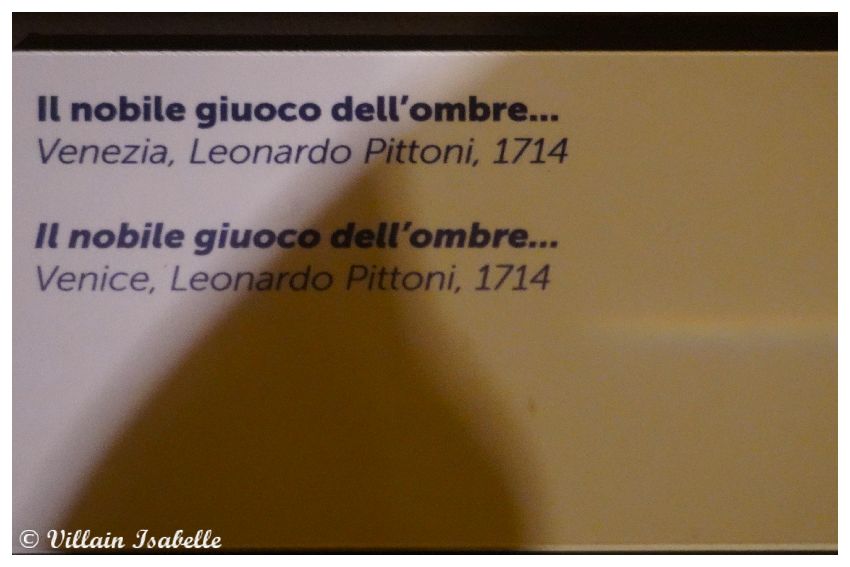 Il nobile giuoco dell'ombre...
Venezia, Leonardo Pittoni, 1714
Il nobile giuoco dell'ombre...
Venice, Leonardo Pittoni, 1714
© Villain Isabelle